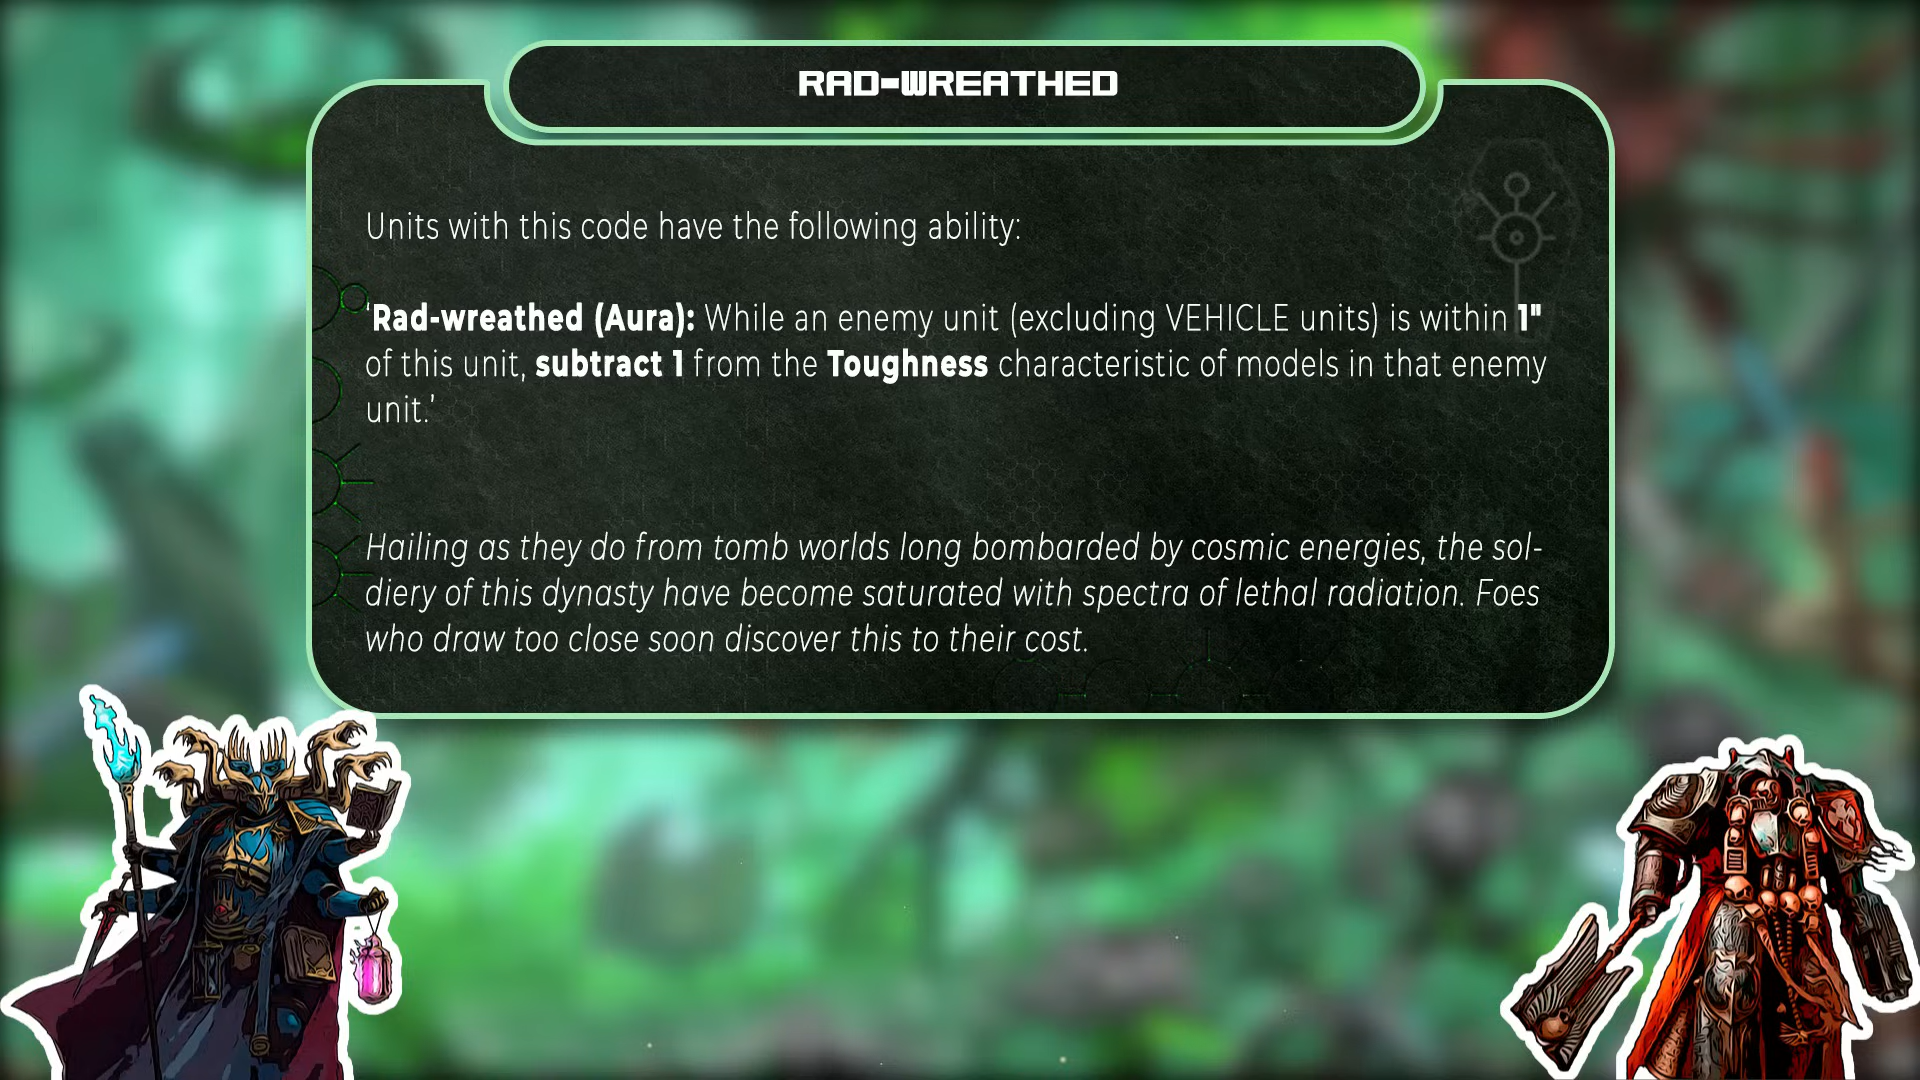 RAD-WREATHED
Units with this code have the following ability:
‘Rad-wreathed (Aura): While an enemy unit (excluding VEHICLE units) is within 1"
of this unit, subtract 1 from the Toughness characteristic of models in that enemy
unit.’
Hailing as they do from tomb worlds long bombarded by cosmic energies, the sol-
diery of this dynasty have become saturated with spectra of lethal radiation. Foes
who draw too close soon discover this to their cost.